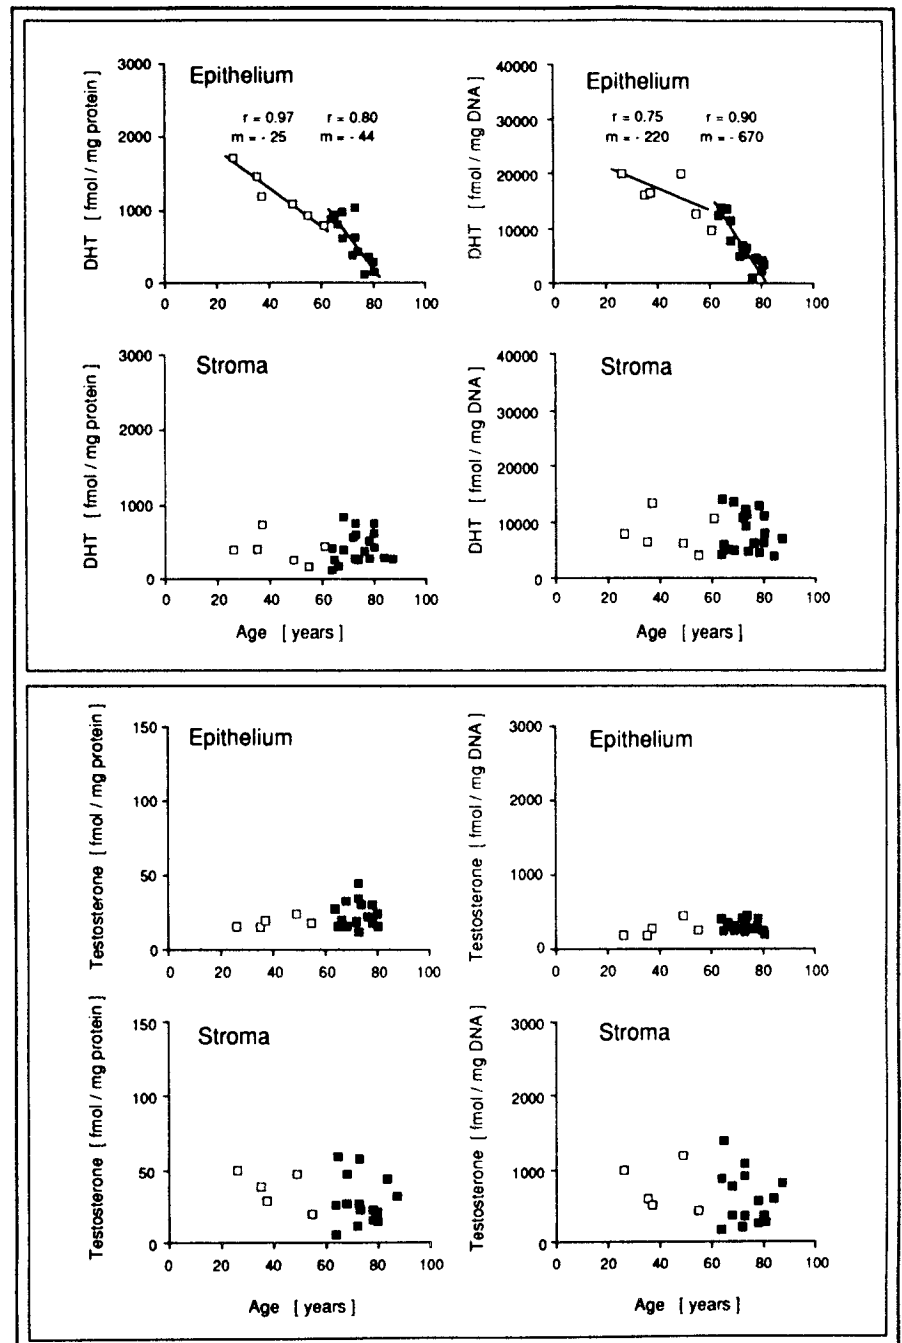 DHT [ fmol / mg protein ]
3000
2000
1000
0
Epithelium
r = 0.97 r = 0.80
m = - 25 m = - 44
0 20 40 60 80 100
DHT [ fmol / mg DNA ]
40000
30000
20000
10000
0
Epithelium
r = 0.75 r = 0.90
m = - 220 m = - 670
0 20 40 60 80 100
DHT [ fmol / mg protein ]
3000
2000
1000
0
Stroma
0 20 40 60 80 100
Age [ years ]
DHT [ fmol / mg DNA ]
40000
30000
20000
10000
0
Stroma
0 20 40 60 80 100
Age [ years ]
Testosterone [ fmol / mg protein ]
150
100
50
0
Epithelium
0 20 40 60 80 100
Testosterone [ fmol / mg DNA ]
3000
2000
1000
0
Epithelium
0 20 40 60 80 100
Testosterone [ fmol / mg protein ]
150
100
50
0
Stroma
0 20 40 60 80 100
Age [ years ]
Testosterone [ fmol / mg DNA ]
3000
2000
1000
0
Stroma
0 20 40 60 80 100
Age [ years ]